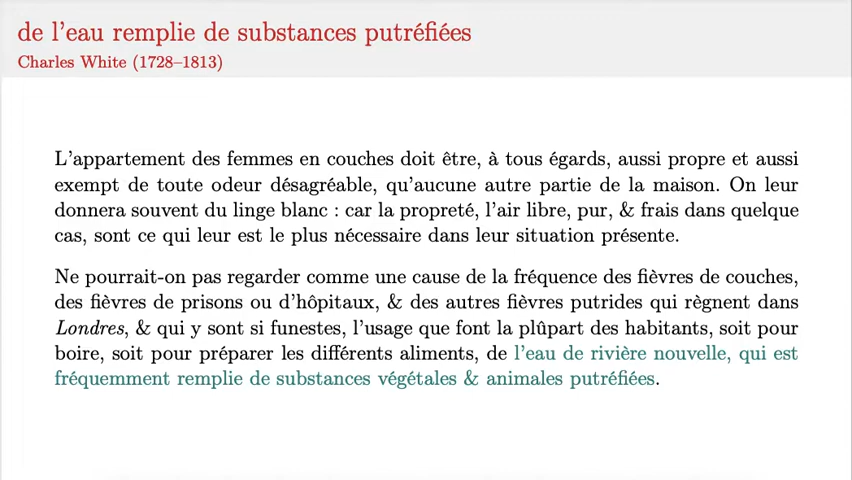 de l'eau remplie de substances putréfiées
Charles White (1728–1813)
L'appartement des femmes en couches doit être, à tous égards, aussi propre et aussi
exempt de toute odeur désagréable, qu'aucune autre partie de la maison. On leur
donnera souvent du linge blanc : car la propreté, l'air libre, pur, & frais dans quelque
cas, sont ce qui leur est le plus nécessaire dans leur situation présente.
Ne pourrait-on pas regarder comme une cause de la fréquence des fièvres de couches,
des fièvres de prisons ou d'hôpitaux, & des autres fièvres putrides qui règnent dans
Londres, & qui y sont si funestes, l'usage que font la plûpart des habitants, soit pour
boire, soit pour préparer les différents aliments, de l'eau de rivière nouvelle, qui est
fréquemment remplie de substances végétales & animales putréfiées.